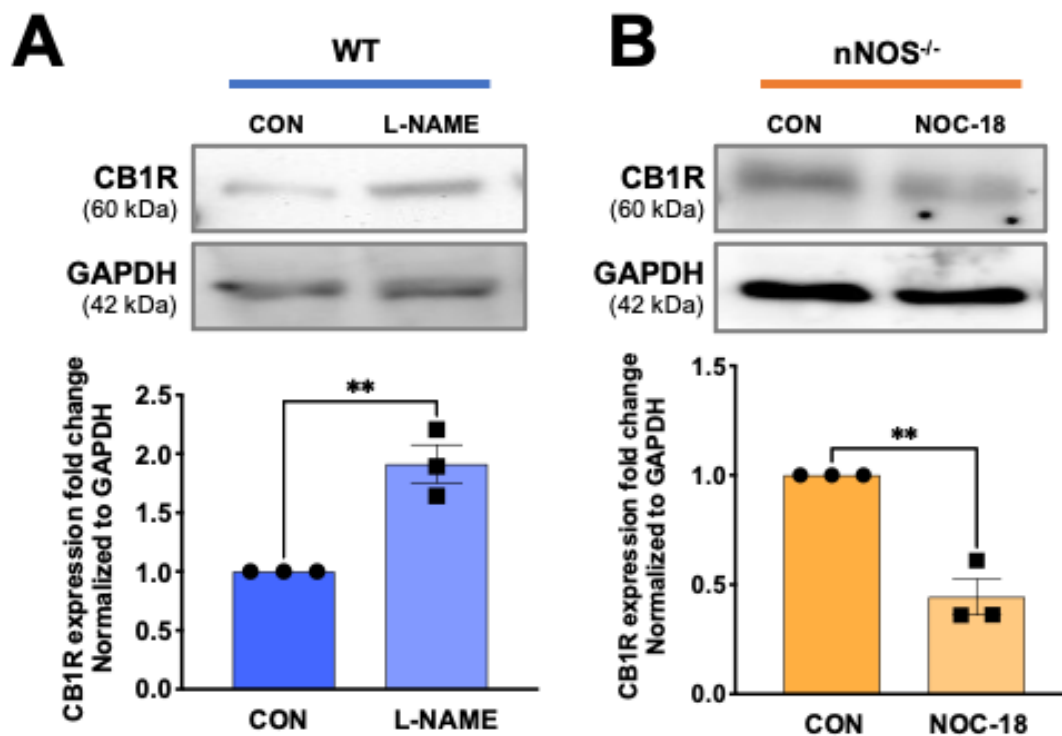 A
WT
CON L-NAME
CB1R
(60 kDa)
GAPDH
(42 kDa)
CB1R expression fold change
Normalized to GAPDH
2.5
2.0
1.5
1.0
0.5
0.0
**
CON L-NAME
B
nNOS-/-
CON NOC-18
CB1R
(60 kDa)
GAPDH
(42 kDa)
CB1R expression fold change
Normalized to GAPDH
1.5
1.0
0.5
0.0
**
CON NOC-18